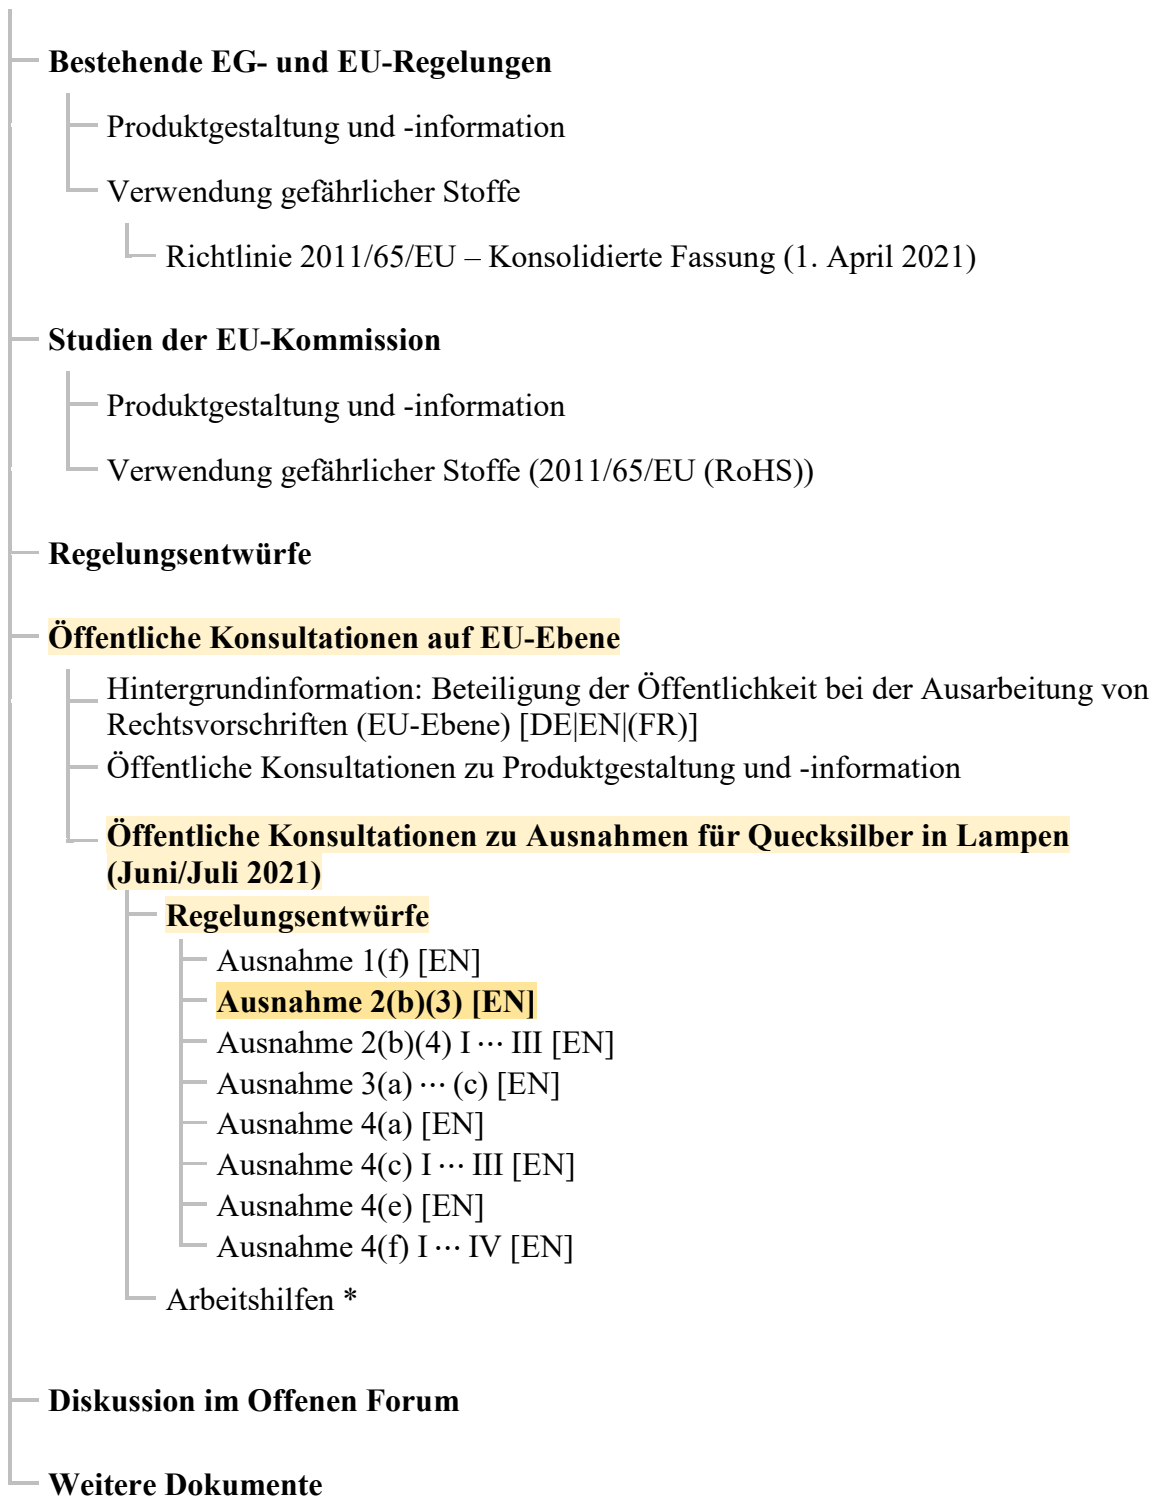 Bestehende EG- und EU-Regelungen
Produktgestaltung und -information
Verwendung gefährlicher Stoffe
Richtlinie 2011/65/EU – Konsolidierte Fassung (1. April 2021)
Studien der EU-Kommission
Produktgestaltung und -information
Verwendung gefährlicher Stoffe (2011/65/EU (RoHS))
Regelungsentwürfe
Öffentliche Konsultationen auf EU-Ebene
Hintergrundinformation: Beteiligung der Öffentlichkeit bei der Ausarbeitung von
Rechtsvorschriften (EU-Ebene) [DE|EN|(FR)]
Öffentliche Konsultationen zu Produktgestaltung und -information
Öffentliche Konsultationen zu Ausnahmen für Quecksilber in Lampen
(Juni/Juli 2021)
Regelungsentwürfe
Ausnahme 1(f) [EN]
Ausnahme 2(b)(3) [EN]
Ausnahme 2(b)(4) I ··· III [EN]
Ausnahme 3(a) ··· (c) [EN]
Ausnahme 4(a) [EN]
Ausnahme 4(c) I ··· III [EN]
Ausnahme 4(e) [EN]
Ausnahme 4(f) I ··· IV [EN]
Arbeitshilfen *
Diskussion im Offenen Forum
Weitere Dokumente